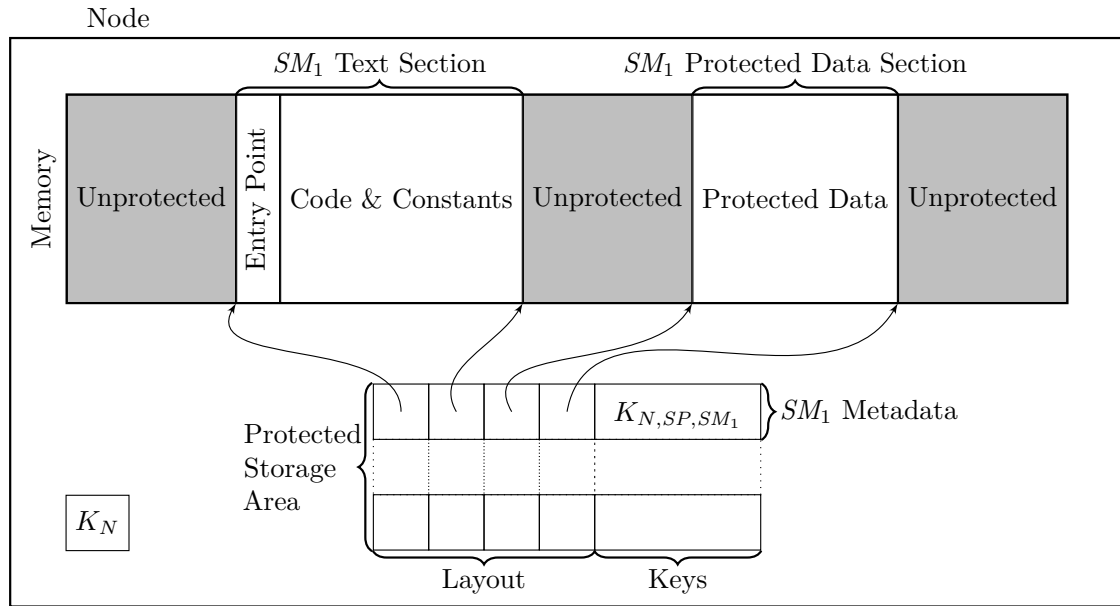 Node
SM₁ Text Section
SM₁ Protected Data Section
Memory
Unprotected
Entry Point
Code & Constants
Unprotected
Protected Data
Unprotected
Protected
Storage
Area
K_{N,SP,SM₁}
SM₁ Metadata
K_N
Layout
Keys